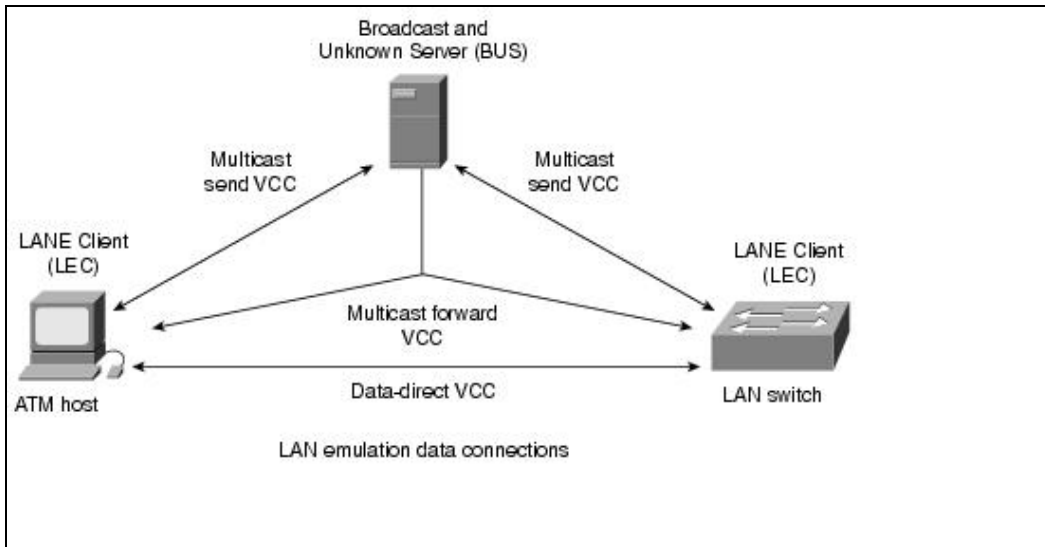 Broadcast and
Unknown Server (BUS)
Multicast
send VCC
Multicast
send VCC
LANE Client
(LEC)
LANE Client
(LEC)
Multicast forward
VCC
Data-direct VCC
ATM host
LAN switch
LAN emulation data connections